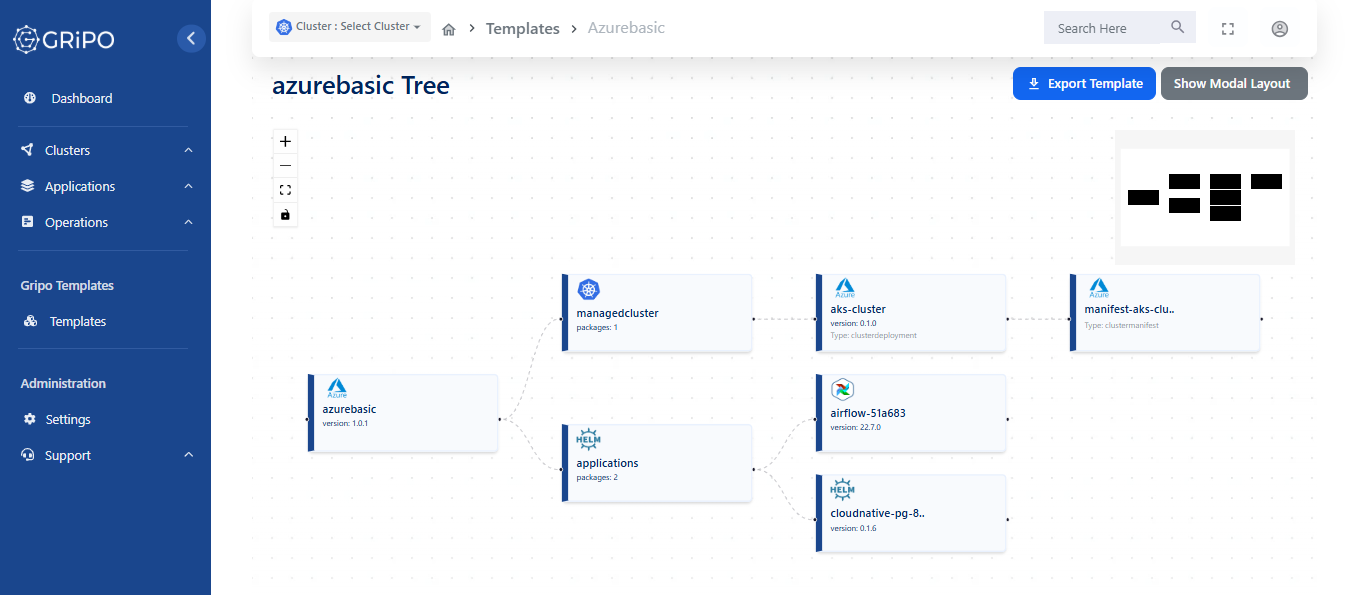 GRiPO
Cluster : Select Cluster
Templates
Azurebasic
Search Here
azurebasic Tree
Export Template
Show Modal Layout
Dashboard
Clusters
Applications
Operations
Gripo Templates
Templates
Administration
Settings
Support
Azure
azurebasic
version: 1.0.1
managedcluster
packages: 1
HELM
applications
packages: 2
Azure
aks-cluster
version: 0.1.0
Type: clusterdeployment
airflow-51a683
version: 22.7.0
HELM
cloudnative-pg-8..
version: 0.1.6
Azure
manifest-aks-clu..
Type: clustermanifest